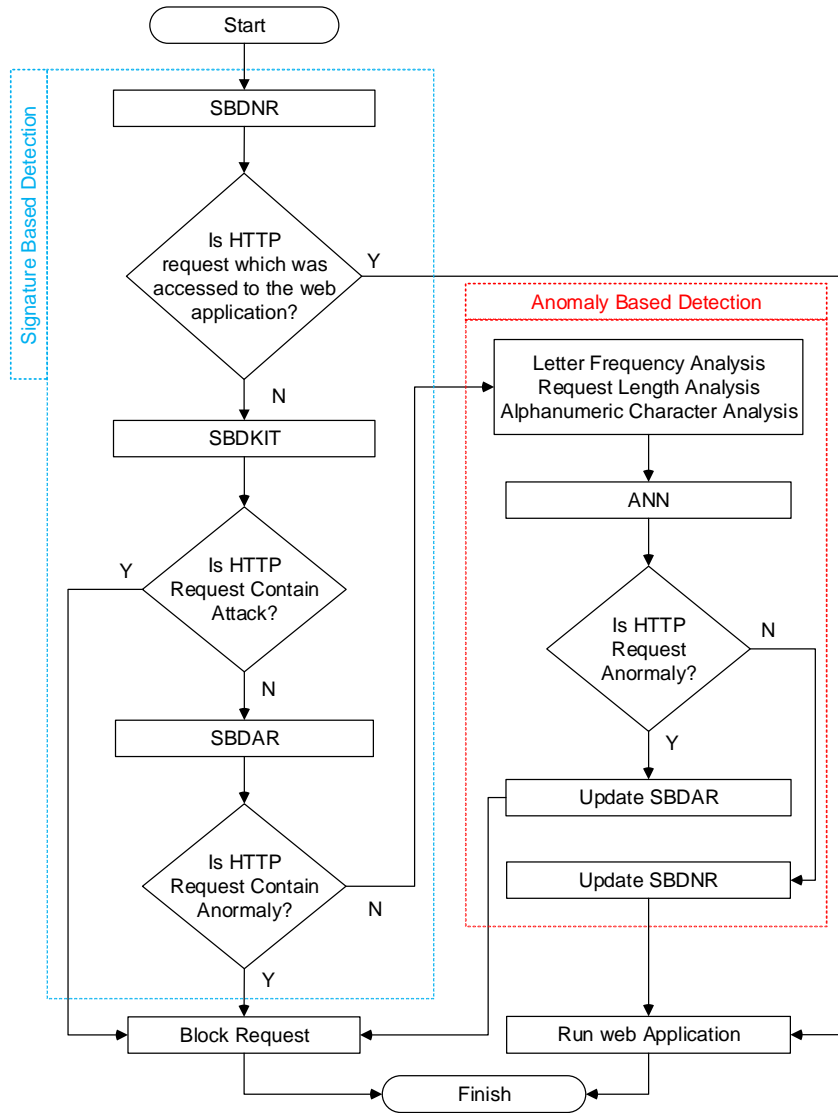 Start
Signature Based Detection
SBDNR
Is HTTP
request which was
accessed to the web
application?
Y
N
SBDKIT
Is HTTP
Request Contain
Attack?
Y
N
SBDAR
Is HTTP
Request Contain
Anormaly?
N
Y
Block Request
Anomaly Based Detection
Letter Frequency Analysis
Request Length Analysis
Alphanumeric Character Analysis
ANN
Is HTTP
Request
Anormaly?
N
Y
Update SBDAR
Update SBDNR
Run web Application
Finish